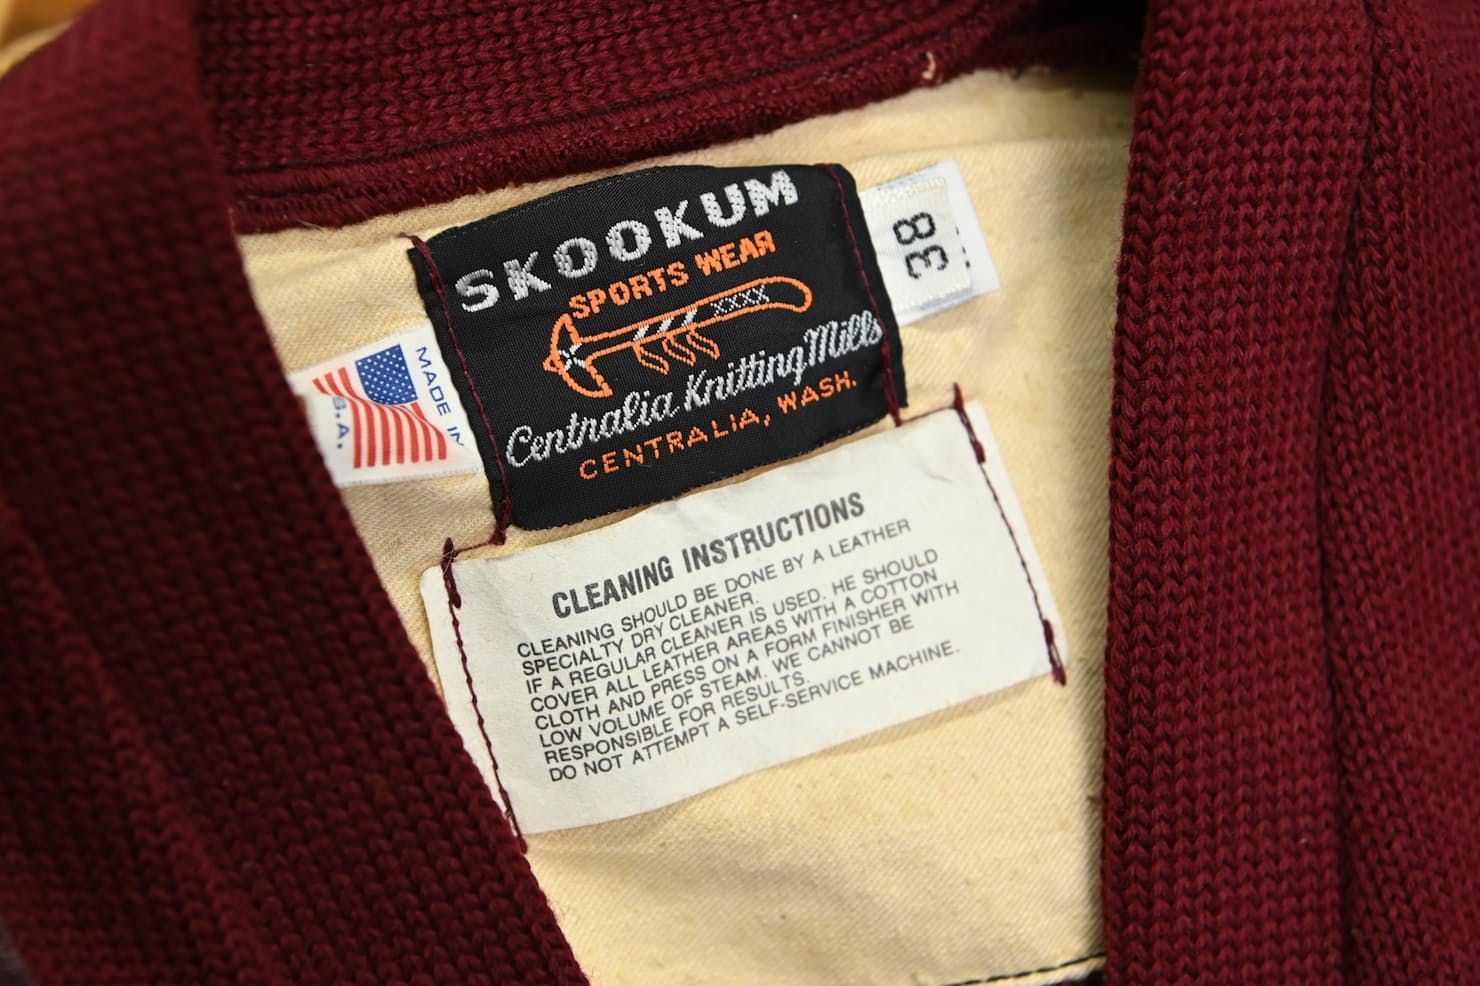 SKOOKUM
SPORTS WEAR
XXXX
Centralia Knitting Mills
CENTRALIA, WASH.
38
MADE IN
S.A.
CLEANING INSTRUCTIONS
CLEANING SHOULD BE DONE BY A LEATHER
SPECIALTY DRY CLEANER.
IF A REGULAR CLEANER IS USED. HE SHOULD
COVER ALL LEATHER AREAS WITH A COTTON
CLOTH AND PRESS ON A FORM FINISHER WITH
LOW VOLUME OF STEAM. WE CANNOT BE
RESPONSIBLE FOR RESULTS.
DO NOT ATTEMPT A SELF-SERVICE MACHINE.